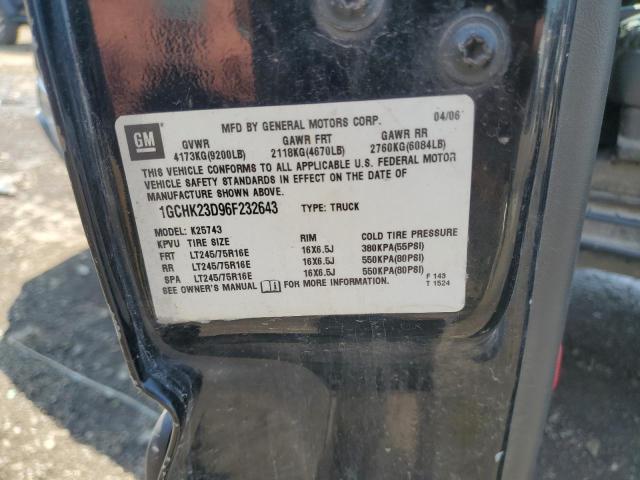 MFD BY GENERAL MOTORS CORP. 04/06
GM
GVWR GAWR FRT GAWR RR
4173KG(9200LB) 2118KG(4670LB) 2760KG(6084LB)
THIS VEHICLE CONFORMS TO ALL APPLICABLE U.S. FEDERAL MOTOR
VEHICLE SAFETY STANDARDS IN EFFECT ON THE DATE OF
MANUFACTURE SHOWN ABOVE.
1GCHK23D96F232643 TYPE: TRUCK
MODEL: K25743
KPVU TIRE SIZE RIM COLD TIRE PRESSURE
FRT LT245/75R16E 16X6.5J 380KPA(55PSI)
RR LT245/75R16E 16X6.5J 550KPA(80PSI)
SPA LT245/75R16E 16X6.5J 550KPA(80PSI)
SEE OWNER'S MANUAL FOR MORE INFORMATION.
F 143
T 1524